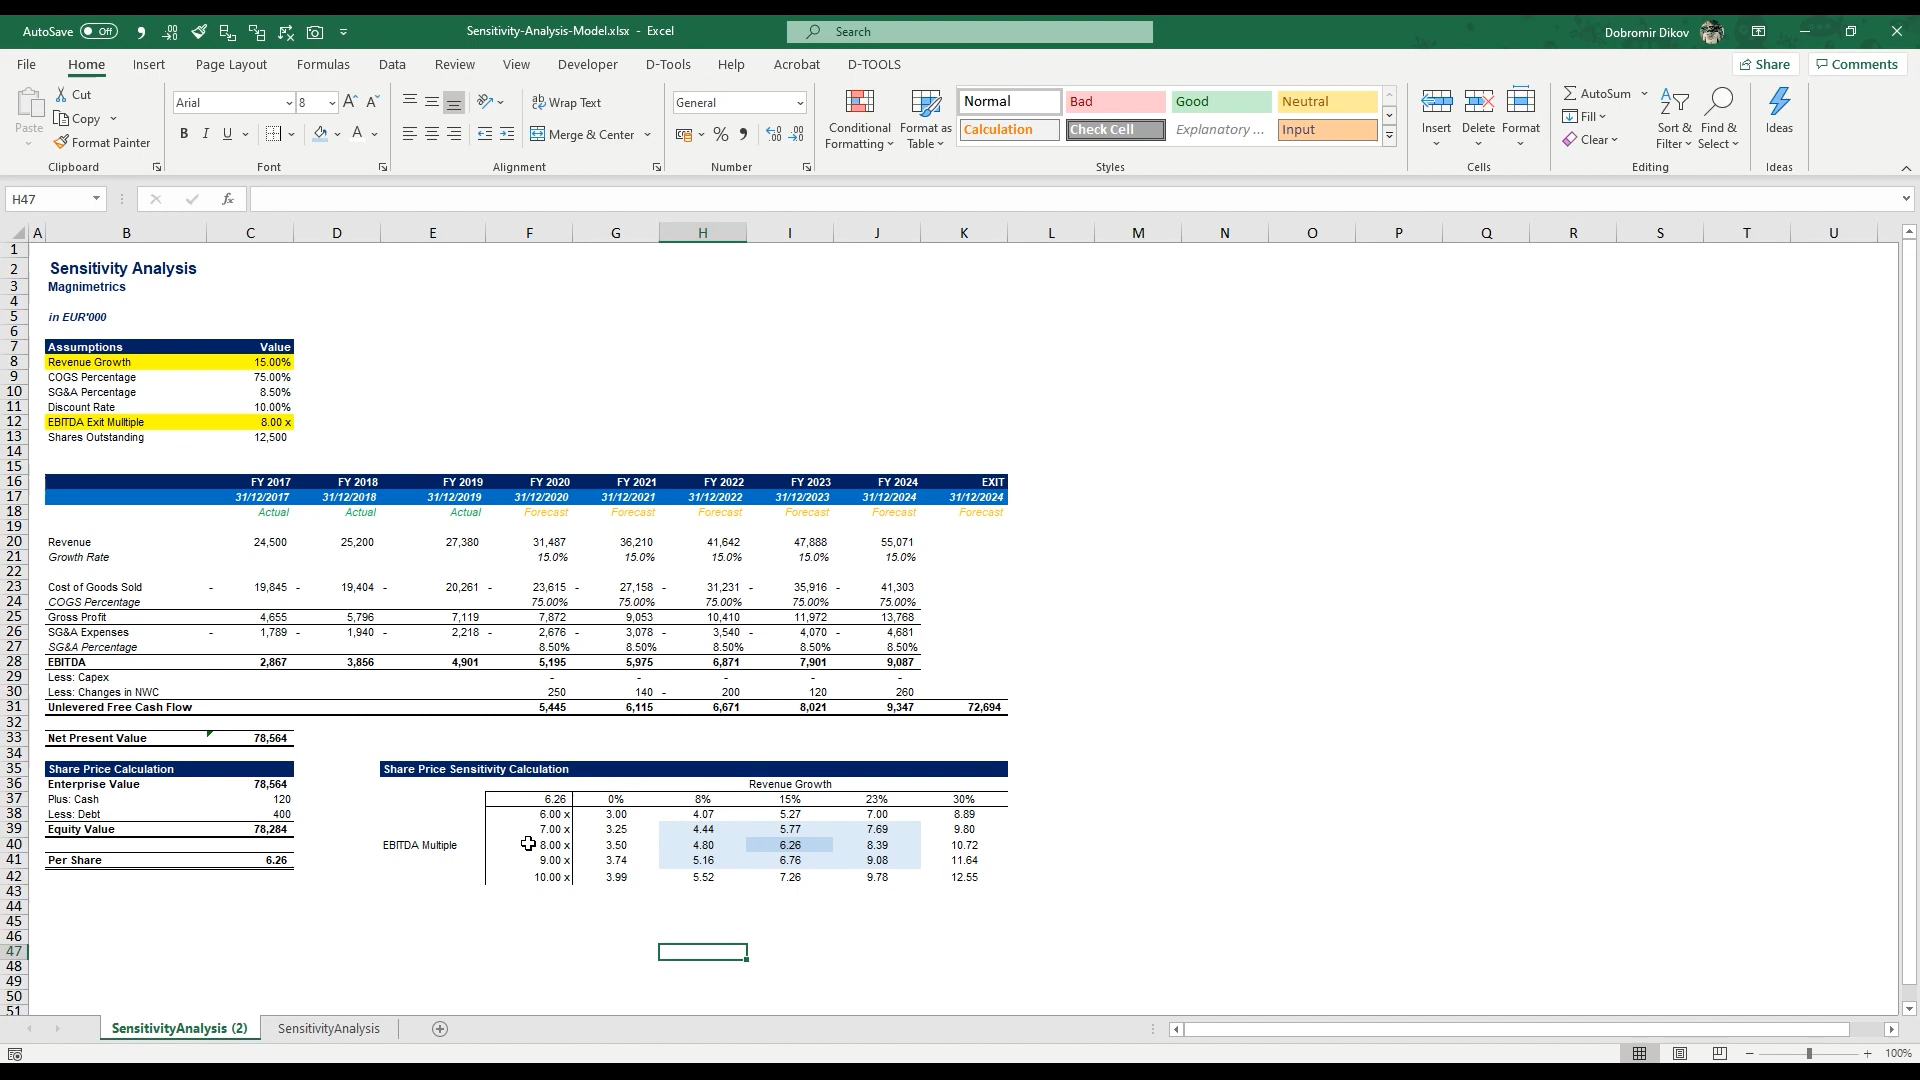 AutoSave Off Sensitivity-Analysis-Model.xlsx - Excel Search Dobromir Dikov
File Home Insert Page Layout Formulas Data Review View Developer D-Tools Help Acrobat D-TOOLS Share Comments
Paste Cut Copy Format Painter Clipboard
Arial 8 B I U A Font
Wrap Text Merge & Center Alignment
General % Number
Conditional Formatting Format as Table
Normal Bad Good Neutral
Calculation Check Cell Explanatory ... Input
Styles
Insert Delete Format Cells
AutoSum Fill Clear Sort & Filter Find & Select Editing
Ideas Ideas
H47 fx
A B C D E F G H I J K L M N O P Q R S T U
1
2 Sensitivity Analysis
3 Magnimetrics
4
5 in EUR'000
6
7 Assumptions Value
8 Revenue Growth 15.00%
9 COGS Percentage 75.00%
10 SG&A Percentage 8.50%
11 Discount Rate 10.00%
12 EBITDA Exit Mulltiple 8.00 x
13 Shares Outstanding 12,500
14
15
16 FY 2017 FY 2018 FY 2019 FY 2020 FY 2021 FY 2022 FY 2023 FY 2024 EXIT
17 31/12/2017 31/12/2018 31/12/2019 31/12/2020 31/12/2021 31/12/2022 31/12/2023 31/12/2024 31/12/2024
18 Actual Actual Actual Forecast Forecast Forecast Forecast Forecast Forecast
19
20 Revenue 24,500 25,200 27,380 31,487 36,210 41,642 47,888 55,071
21 Growth Rate 15.0% 15.0% 15.0% 15.0% 15.0%
22
23 Cost of Goods Sold - 19,845 - 19,404 - 20,261 - 23,615 - 27,158 - 31,231 - 35,916 - 41,303
24 COGS Percentage 75.00% 75.00% 75.00% 75.00% 75.00%
25 Gross Profit 4,655 5,796 7,119 7,872 9,053 10,410 11,972 13,768
26 SG&A Expenses - 1,789 - 1,940 - 2,218 - 2,676 - 3,078 - 3,540 - 4,070 - 4,681
27 SG&A Percentage 8.50% 8.50% 8.50% 8.50% 8.50%
28 EBITDA 2,867 3,856 4,901 5,195 5,975 6,871 7,901 9,087
29 Less: Capex - - - - -
30 Less: Changes in NWC 250 140 - 200 120 260
31 Unlevered Free Cash Flow 5,445 6,115 6,671 8,021 9,347 72,694
32
33 Net Present Value 78,564
34
35 Share Price Calculation Share Price Sensitivity Calculation
36 Enterprise Value 78,564 Revenue Growth
37 Plus: Cash 120 6.26 0% 8% 15% 23% 30%
38 Less: Debt 400 6.00 x 3.00 4.07 5.27 7.00 8.89
39 Equity Value 78,284 7.00 x 3.25 4.44 5.77 7.69 9.80
40 EBITDA Multiple 8.00 x 3.50 4.80 6.26 8.39 10.72
41 Per Share 6.26 9.00 x 3.74 5.16 6.76 9.08 11.64
42 10.00 x 3.99 5.52 7.26 9.78 12.55
43
44
45
46
47
48
49
50
51
SensitivityAnalysis (2) SensitivityAnalysis
100%